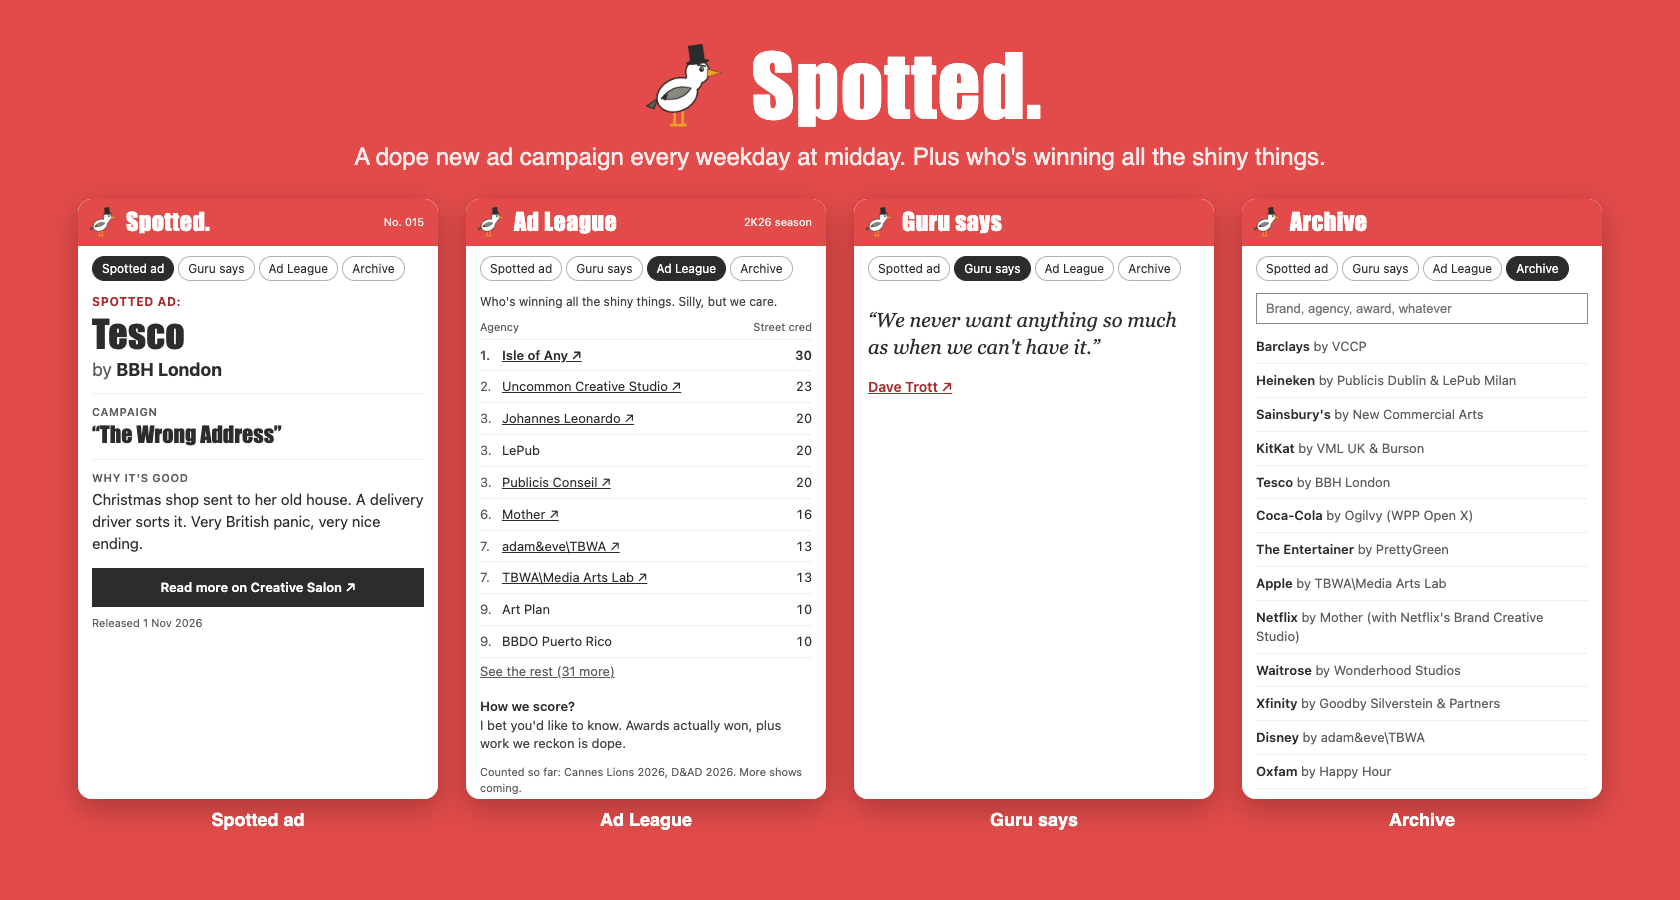 Spotted.
A dope new ad campaign every weekday at midday. Plus who's winning all the shiny things.
Spotted.
No. 015
Spotted ad
Guru says
Ad League
Archive
SPOTTED AD:
Tesco
by BBH London
CAMPAIGN
“The Wrong Address”
WHY IT'S GOOD
Christmas shop sent to her old house. A delivery
driver sorts it. Very British panic, very nice
ending.
Read more on Creative Salon ↗
Released 1 Nov 2026
Spotted ad
Ad League
2K26 season
Spotted ad
Guru says
Ad League
Archive
Who's winning all the shiny things. Silly, but we care.
Agency Street cred
1. Isle of Any ↗ 30
2. Uncommon Creative Studio ↗ 23
3. Johannes Leonardo ↗ 20
3. LePub 20
3. Publicis Conseil ↗ 20
6. Mother ↗ 16
7. adam&eve\TBWA ↗ 13
7. TBWA\Media Arts Lab ↗ 13
9. Art Plan 10
9. BBDO Puerto Rico 10
See the rest (31 more)
How we score?
I bet you'd like to know. Awards actually won, plus
work we reckon is dope.
Counted so far: Cannes Lions 2026, D&AD 2026. More shows
coming.
Ad League
Guru says
Spotted ad
Guru says
Ad League
Archive
“We never want anything so much
as when we can't have it.”
Dave Trott ↗
Guru says
Archive
Spotted ad
Guru says
Ad League
Archive
Brand, agency, award, whatever
Barclays by VCCP
Heineken by Publicis Dublin & LePub Milan
Sainsbury's by New Commercial Arts
KitKat by VML UK & Burson
Tesco by BBH London
Coca-Cola by Ogilvy (WPP Open X)
The Entertainer by PrettyGreen
Apple by TBWA\Media Arts Lab
Netflix by Mother (with Netflix's Brand Creative
Studio)
Waitrose by Wonderhood Studios
Xfinity by Goodby Silverstein & Partners
Disney by adam&eve\TBWA
Oxfam by Happy Hour
Archive